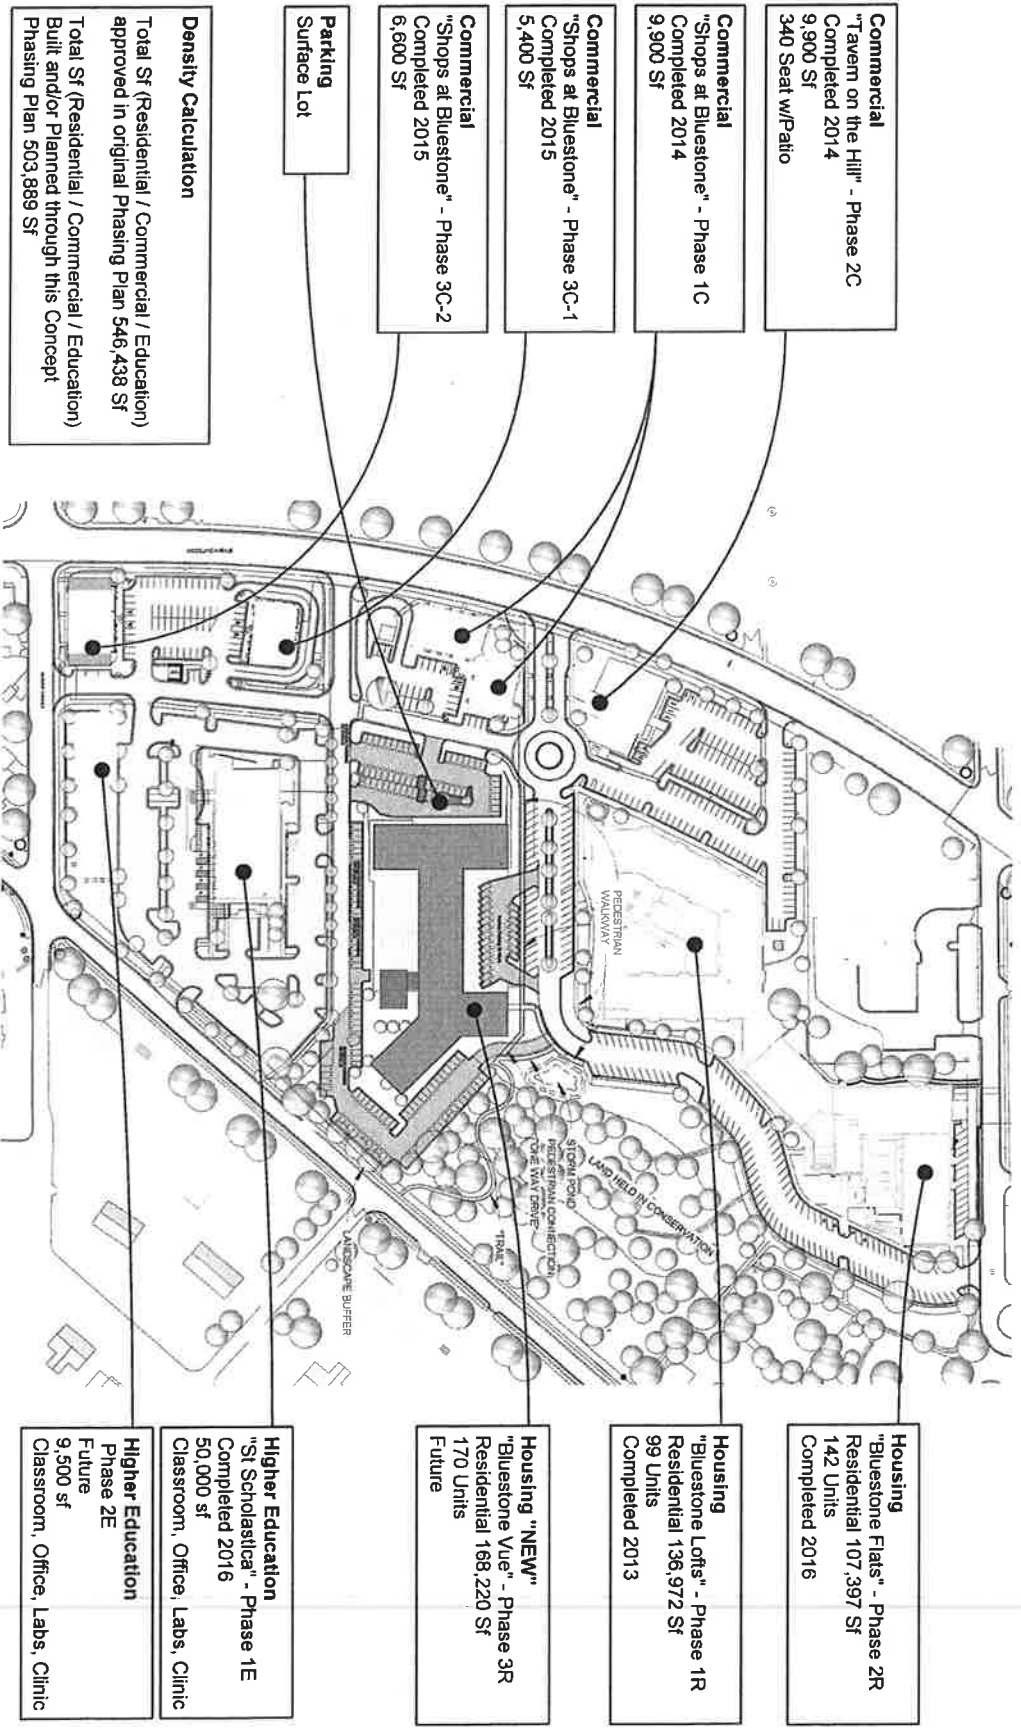 Commercial
"Tavern on the Hill" - Phase 2C
Completed 2014
9,900 Sf
340 Seat w/Patio
Commercial
"Shops at Bluestone" - Phase 1C
Completed 2014
9,900 Sf
Commercial
"Shops at Bluestone" - Phase 3C-1
Completed 2015
5,400 Sf
Commercial
"Shops at Bluestone" - Phase 3C-2
Completed 2015
6,600 Sf
Parking
Surface Lot
Density Calculation
Total Sf (Residential / Commercial / Education)
approved in original Phasing Plan 546,438 Sf
Total Sf (Residential / Commercial / Education)
Built and/or Planned through this Concept
Phasing Plan 503,889 Sf
PEDESTRIAN
WALKWAY
LAND HELD IN CONSERVATION
STORM POND
PEDESTRIAN CONNECTION
"ONE WAY DRIVE"
"TRAIL"
LANDSCAPE BUFFER
Housing
"Bluestone Flats" - Phase 2R
Residential 107,397 Sf
142 Units
Completed 2016
Housing
"Bluestone Lofts" - Phase 1R
Residential 136,972 Sf
99 Units
Completed 2013
Housing "NEW"
"Bluestone Vue" - Phase 3R
Residential 168,220 Sf
170 Units
Future
Higher Education
"St Scholastica" - Phase 1E
Completed 2016
50,000 sf
Classroom, Office, Labs, Clinic
Higher Education
Phase 2E
Future
9,500 sf
Classroom, Office, Labs, Clinic